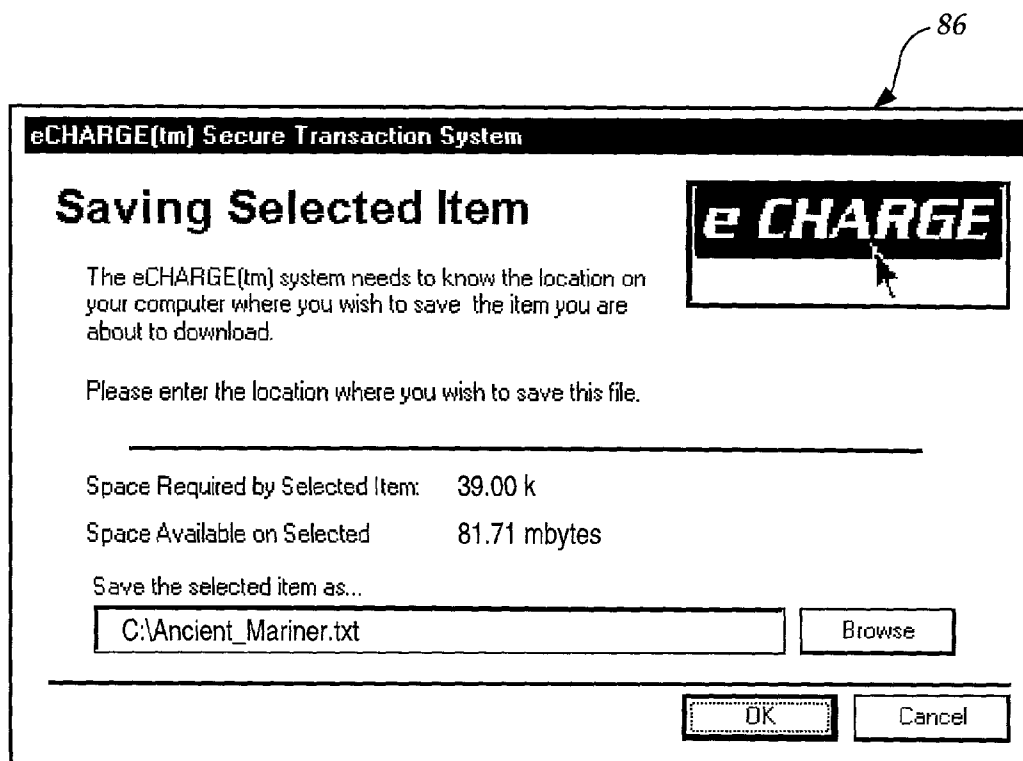 86
eCHARGE(tm) Secure Transaction System
Saving Selected Item
e CHARGE
The eCHARGE(tm) system needs to know the location on
your computer where you wish to save the item you are
about to download.
Please enter the location where you wish to save this file.
Space Required by Selected Item: 39.00 k
Space Available on Selected 81.71 mbytes
Save the selected item as...
C:\Ancient_Mariner.txt Browse
OK Cancel